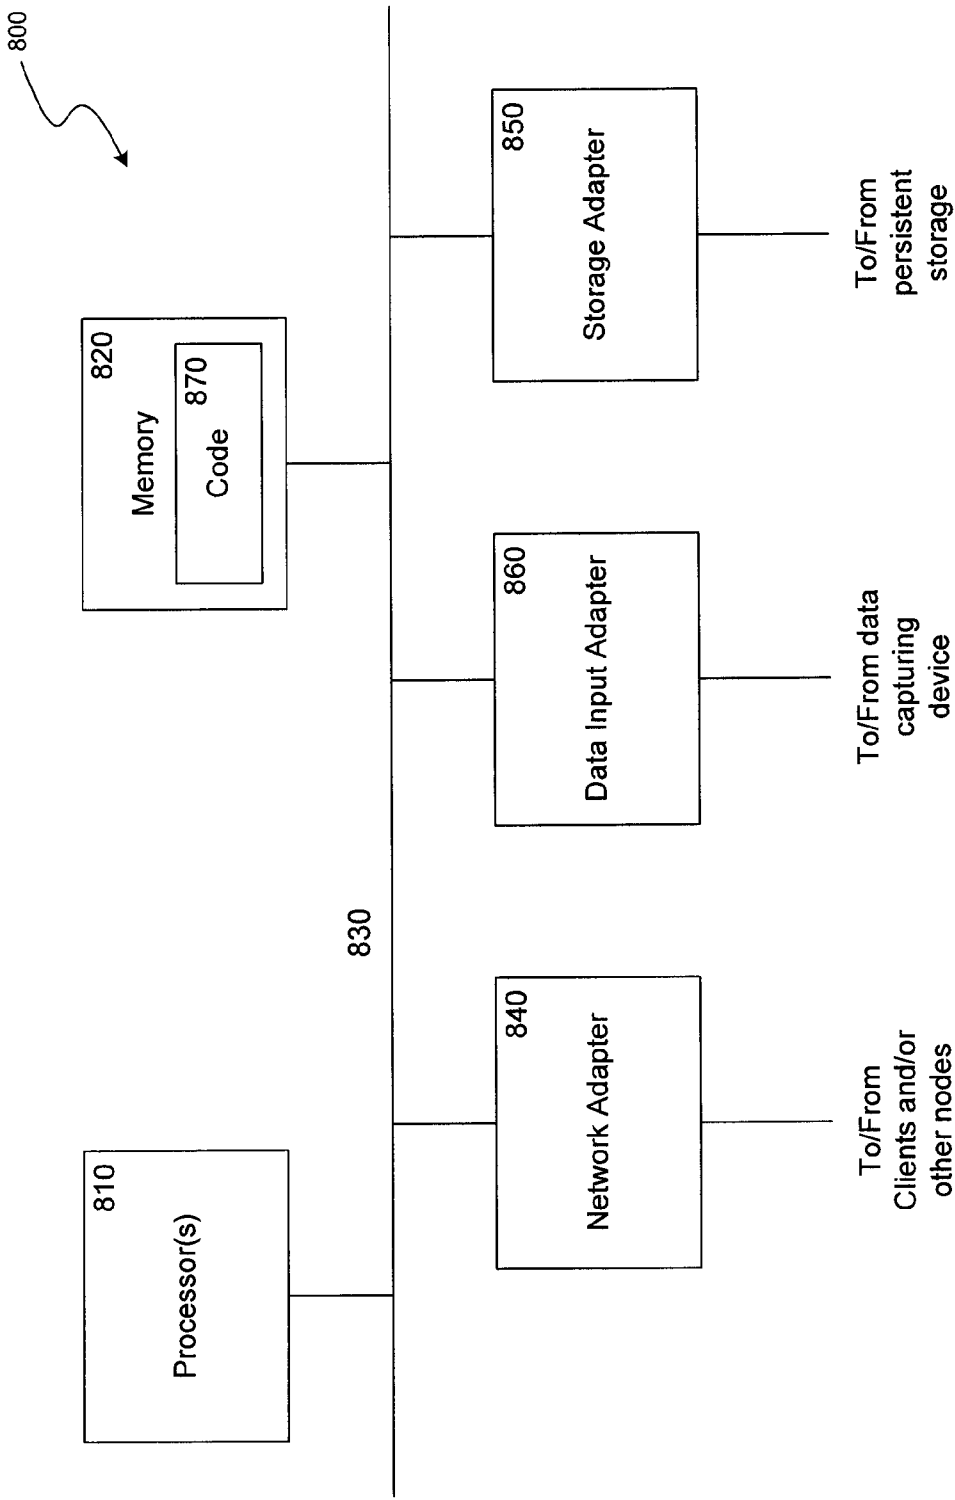 800
810
Processor(s)
820
Memory
870
Code
830
840
Network Adapter
860
Data Input Adapter
850
Storage Adapter
To/From
Clients and/or
other nodes
To/From data
capturing
device
To/From
persistent
storage